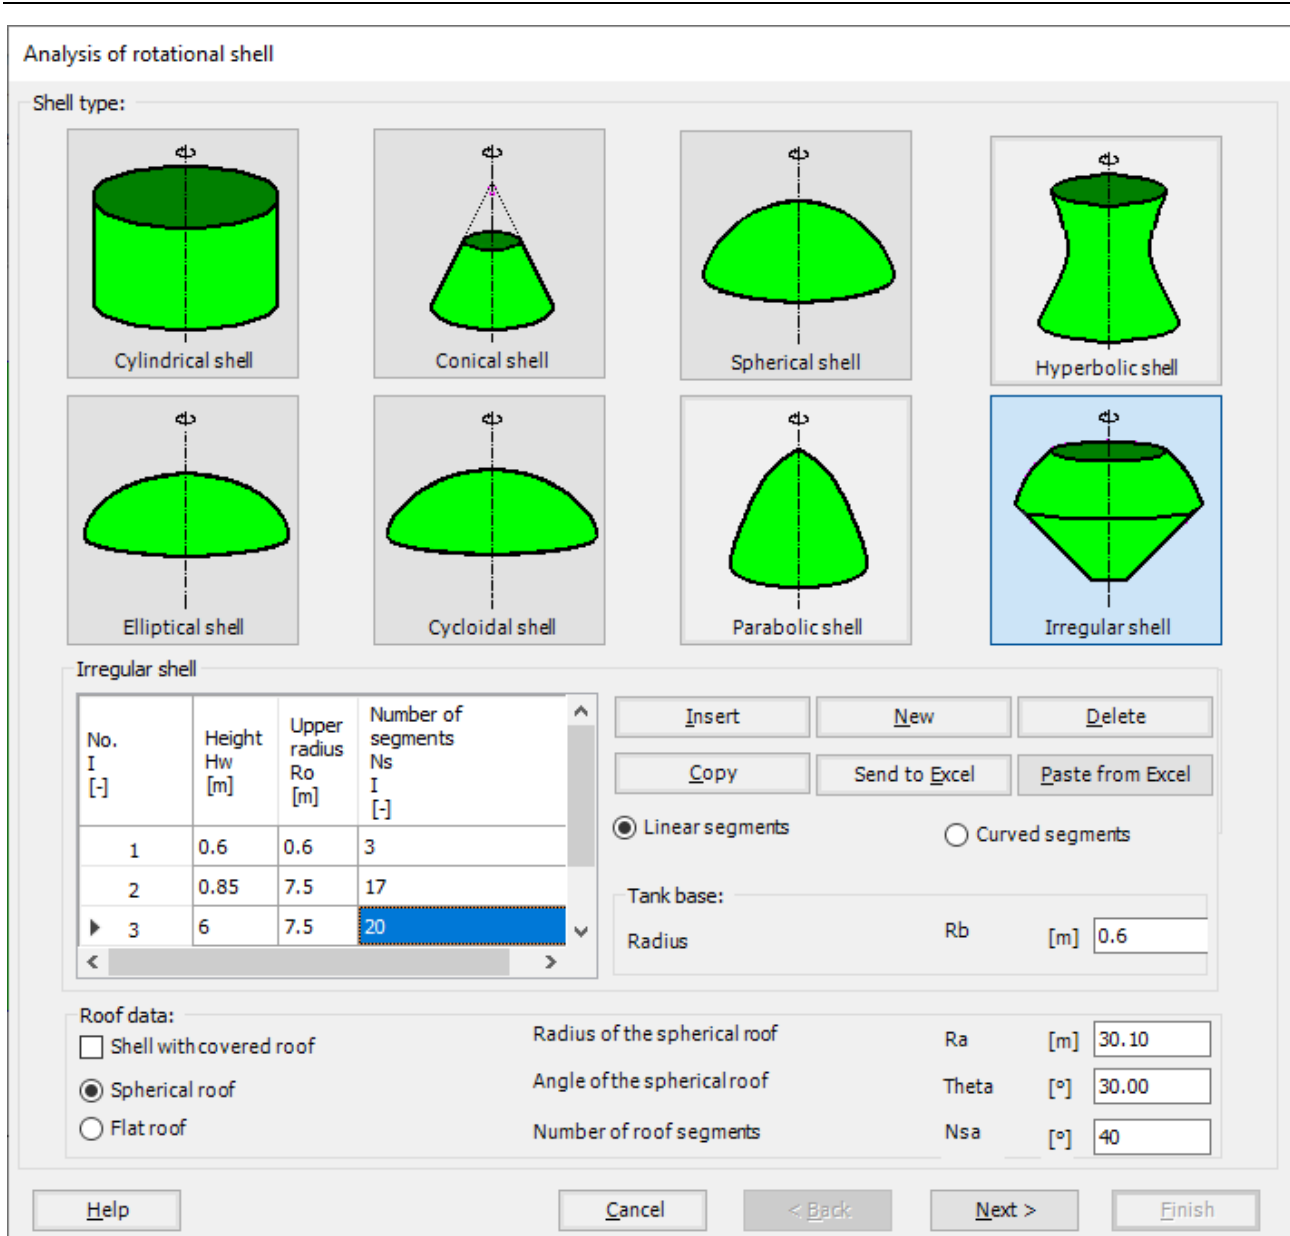 Analysis of rotational shell
Shell type:
Cylindrical shell
Conical shell
Spherical shell
Hyperbolic shell
Elliptical shell
Cycloidal shell
Parabolic shell
Irregular shell
Irregular shell
No. I [-]
Height Hw [m]
Upper radius Ro [m]
Number of segments Ns I [-]
1 0.6 0.6 3
2 0.85 7.5 17
3 6 7.5 20
Insert New Delete
Copy Send to Excel Paste from Excel
Linear segments Curved segments
Tank base:
Radius Rb [m] 0.6
Roof data:
Shell with covered roof
Spherical roof
Flat roof
Radius of the spherical roof Ra [m] 30.10
Angle of the spherical roof Theta [°] 30.00
Number of roof segments Nsa [°] 40
Help Cancel < Back Next > Finish